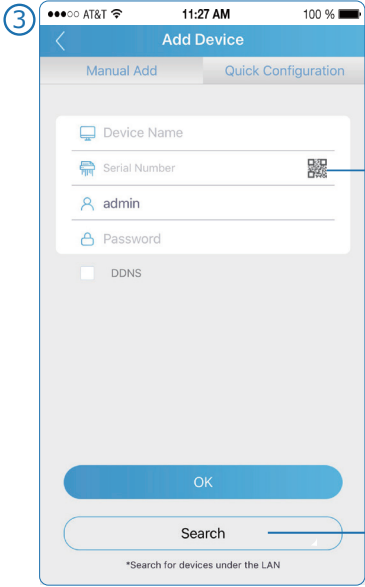 ③
●●●○○ AT&T 11:27 AM 100 %
Add Device
Manual Add Quick Configuration
Device Name
Serial Number
admin
Password
DDNS
OK
Search
*Search for devices under the LAN